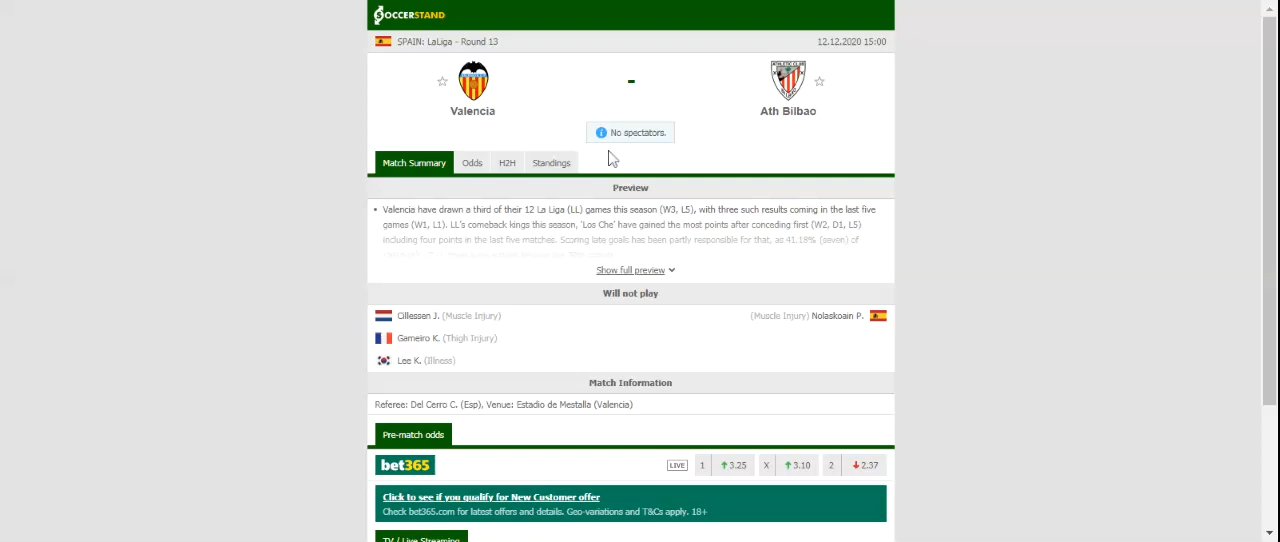 SOCCERSTAND
SPAIN: LaLiga - Round 13 12.12.2020 15:00
ATHLETIC CLUB
Valencia - Ath Bilbao
No spectators.
Match Summary Odds H2H Standings
Preview
• Valencia have drawn a third of their 12 La Liga (LL) games this season (W3, L5), with three such results coming in the last five
games (W1, L1). LL's comeback kings this season, 'Los Che' have gained the most points after conceding first (W2, D1, L5)
including four points in the last five matches. Scoring late goals has been partly responsible for that, as 41.18% (seven) of
Show full preview
Will not play
Cillessen J. (Muscle Injury) (Muscle Injury) Nolaskoain P.
Gameiro K. (Thigh Injury)
Lee K. (Illness)
Match Information
Referee: Del Cerro C. (Esp), Venue: Estadio de Mestalla (Valencia)
Pre-match odds
bet365 LIVE 1 3.25 X 3.10 2 2.37
Click to see if you qualify for New Customer offer
Check bet365.com for latest offers and details. Geo-variations and T&Cs apply. 18+
TV / Live Streaming